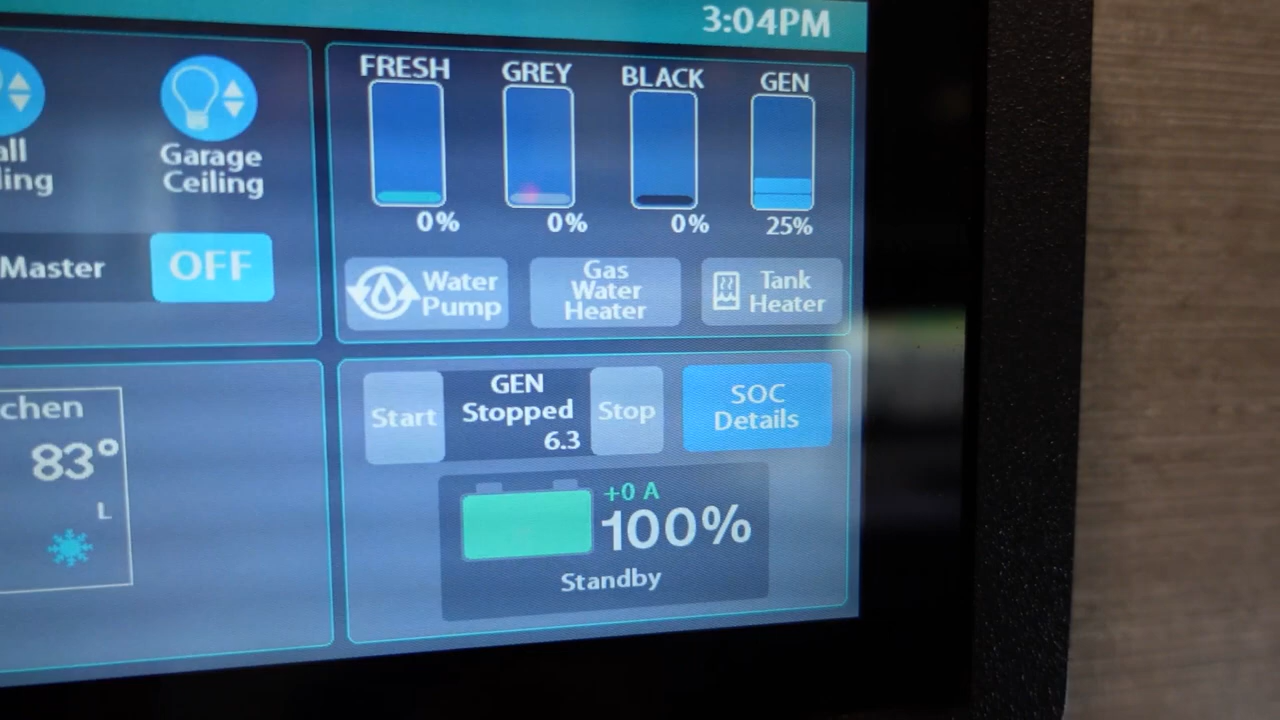 3:04PM
FRESH GREY BLACK GEN
0% 0% 0% 25%
Garage
Ceiling
Master OFF
Water
Pump
Gas
Water
Heater
Tank
Heater
83°
L
Start
GEN
Stopped
6.3
Stop
SOC
Details
+0 A
100%
Standby